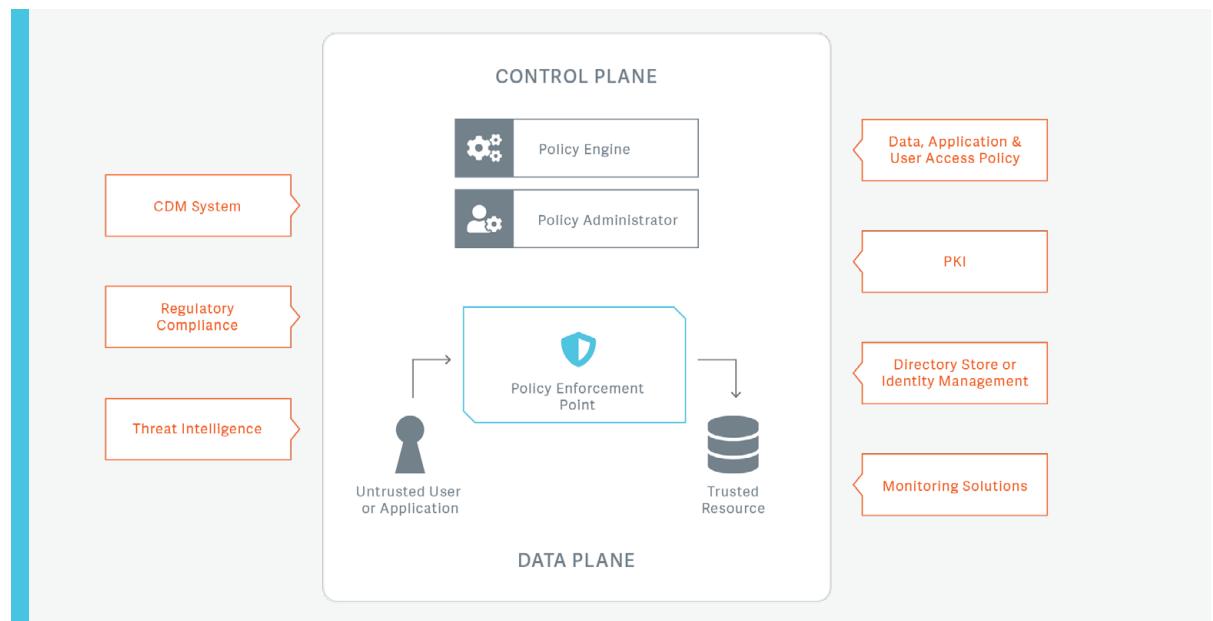 CONTROL PLANE
Policy Engine
Policy Administrator
CDM System
Regulatory
Compliance
Threat Intelligence
Policy Enforcement
Point
Untrusted User
or Application
Trusted
Resource
DATA PLANE
Data, Application &
User Access Policy
PKI
Directory Store or
Identity Management
Monitoring Solutions